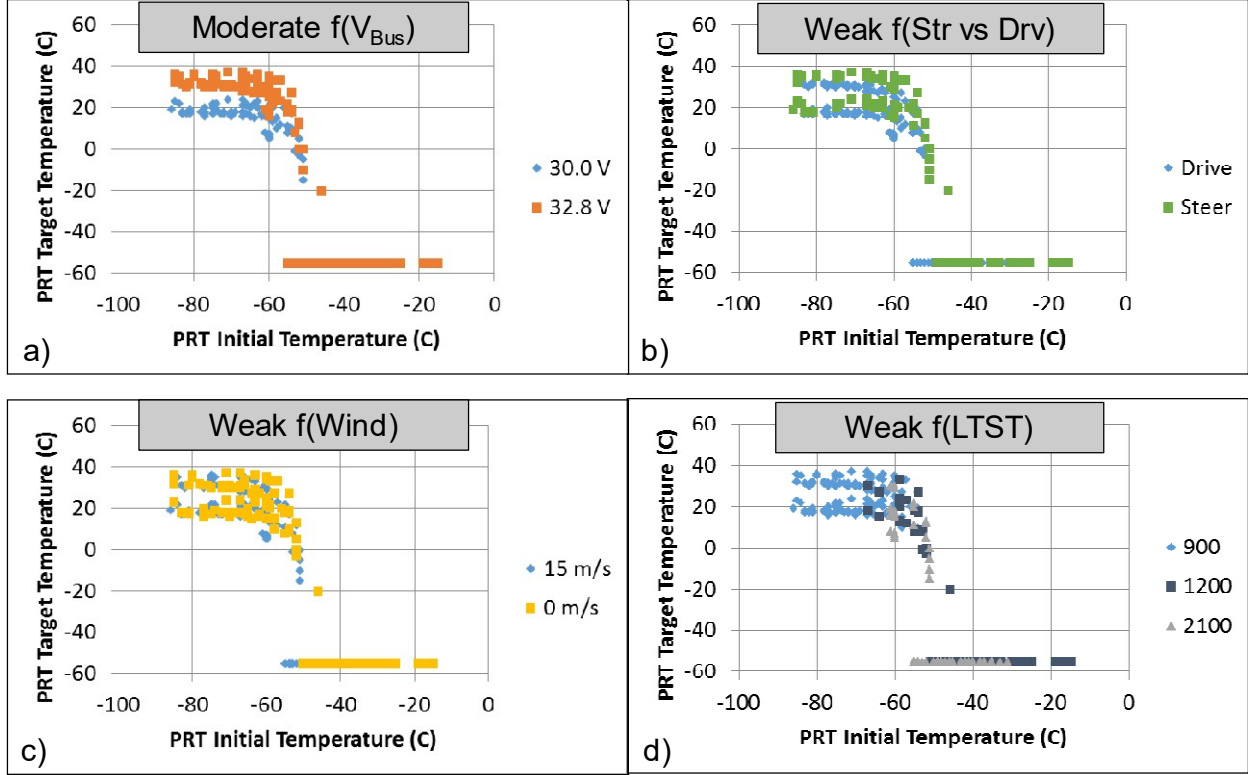 Moderate f(VBus)
PRT Target Temperature (C)
60
40
20
0
-20
-40
-60
-100
-80
-60
-40
-20
0
PRT Initial Temperature (C)
30.0 V
32.8 V
a)
Weak f(Str vs Drv)
PRT Target Temperature (C)
60
40
20
0
-20
-40
-60
-100
-80
-60
-40
-20
0
PRT Initial Temperature (C)
Drive
Steer
b)
Weak f(Wind)
PRT Target Temperature (C)
60
40
20
0
-20
-40
-60
-100
-80
-60
-40
-20
0
PRT Initial Temperature (C)
15 m/s
0 m/s
c)
Weak f(LTST)
PRT Target Temperature (C)
60
40
20
0
-20
-40
-60
-100
-80
-60
-40
-20
0
PRT Initial Temperature (C)
900
1200
2100
d)